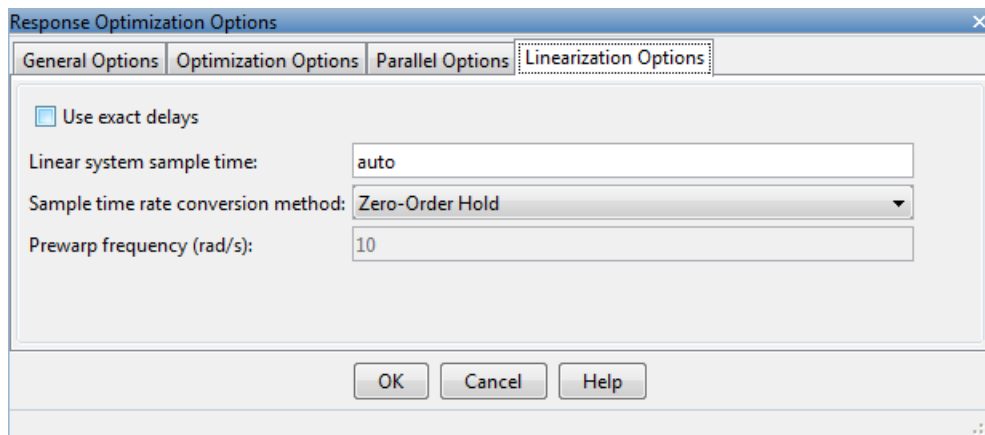 Response Optimization Options
General Options Optimization Options Parallel Options Linearization Options
Use exact delays
Linear system sample time: auto
Sample time rate conversion method: Zero-Order Hold
Prewarp frequency (rad/s): 10
OK Cancel Help